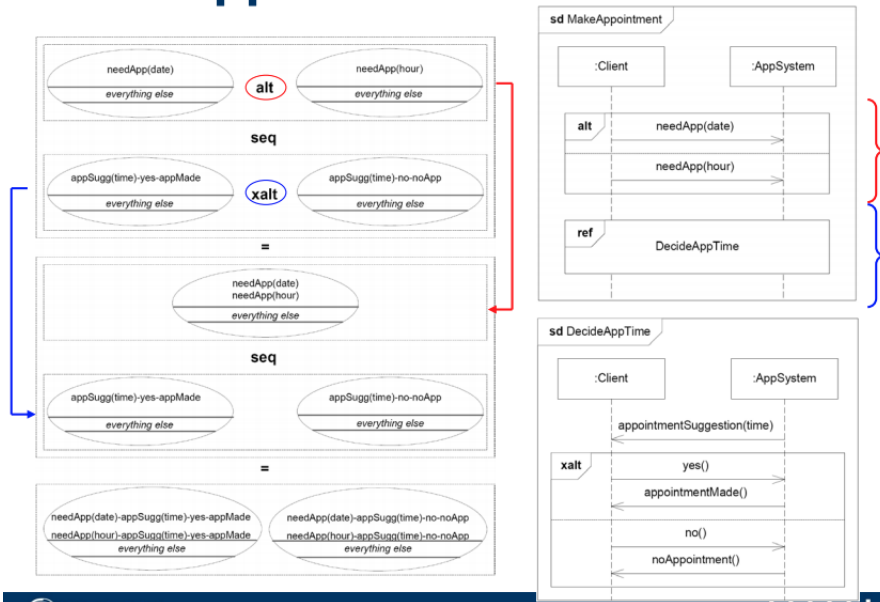 needApp(date)
everything else
alt
needApp(hour)
everything else
seq
appSugg(time)-yes-appMade
everything else
xalt
appSugg(time)-no-noApp
everything else
=
needApp(date)
needApp(hour)
everything else
seq
appSugg(time)-yes-appMade
everything else
appSugg(time)-no-noApp
everything else
=
needApp(date)-appSugg(time)-yes-appMade
needApp(hour)-appSugg(time)-yes-appMade
everything else
needApp(date)-appSugg(time)-no-noApp
needApp(hour)-appSugg(time)-no-noApp
everything else
sd MakeAppointment
:Client
:AppSystem
alt
needApp(date)
needApp(hour)
ref
DecideAppTime
sd DecideAppTime
:Client
:AppSystem
appointmentSuggestion(time)
xalt
yes()
appointmentMade()
no()
noAppointment()